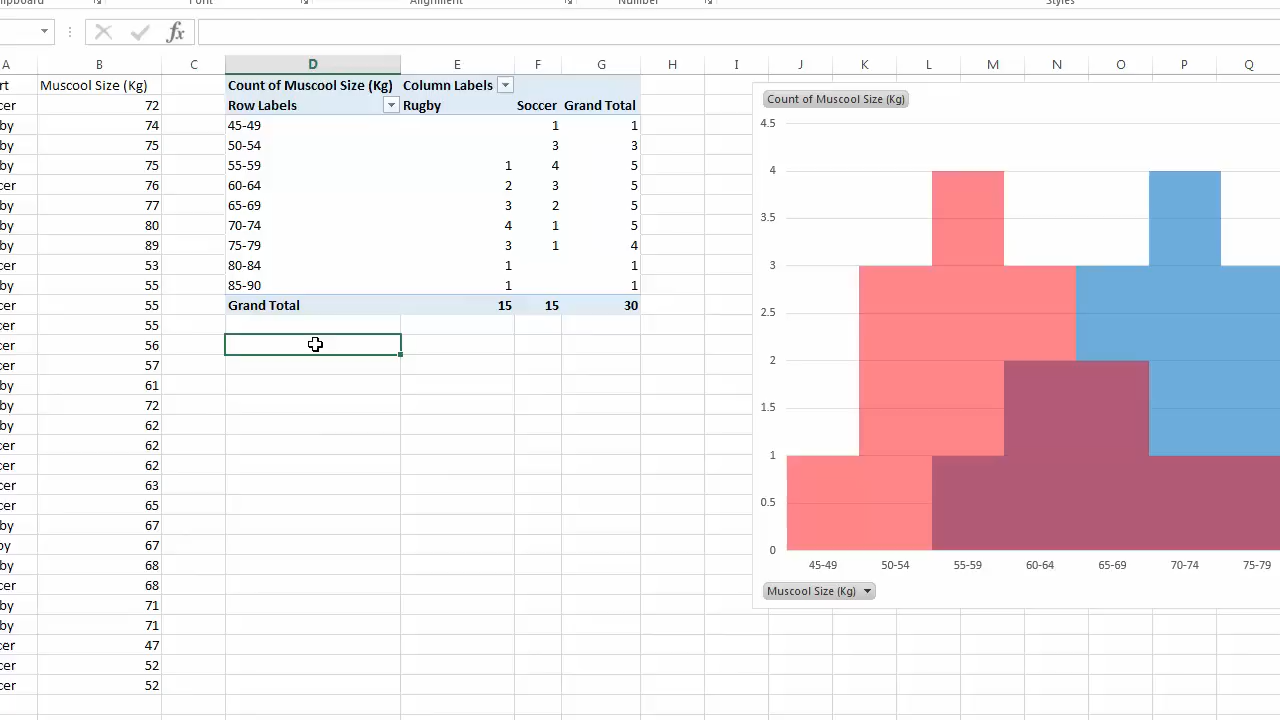 Alignment
Number
Styles
fx
A B C D E F G H I J K L M N O P Q
Muscool Size (Kg) Count of Muscool Size (Kg) Column Labels
72 Row Labels Rugby Soccer Grand Total
74 45-49 1 1
75 50-54 3 3
75 55-59 1 4 5
76 60-64 2 3 5
77 65-69 3 2 5
80 70-74 4 1 5
89 75-79 3 1 4
53 80-84 1 1
55 85-90 1 1
55 Grand Total 15 15 30
55
56
57
61
72
62
62
62
63
65
67
67
68
68
71
71
47
52
52
Count of Muscool Size (Kg)
4.5
4
3.5
3
2.5
2
1.5
1
0.5
0
45-49 50-54 55-59 60-64 65-69 70-74 75-79
Muscool Size (Kg)